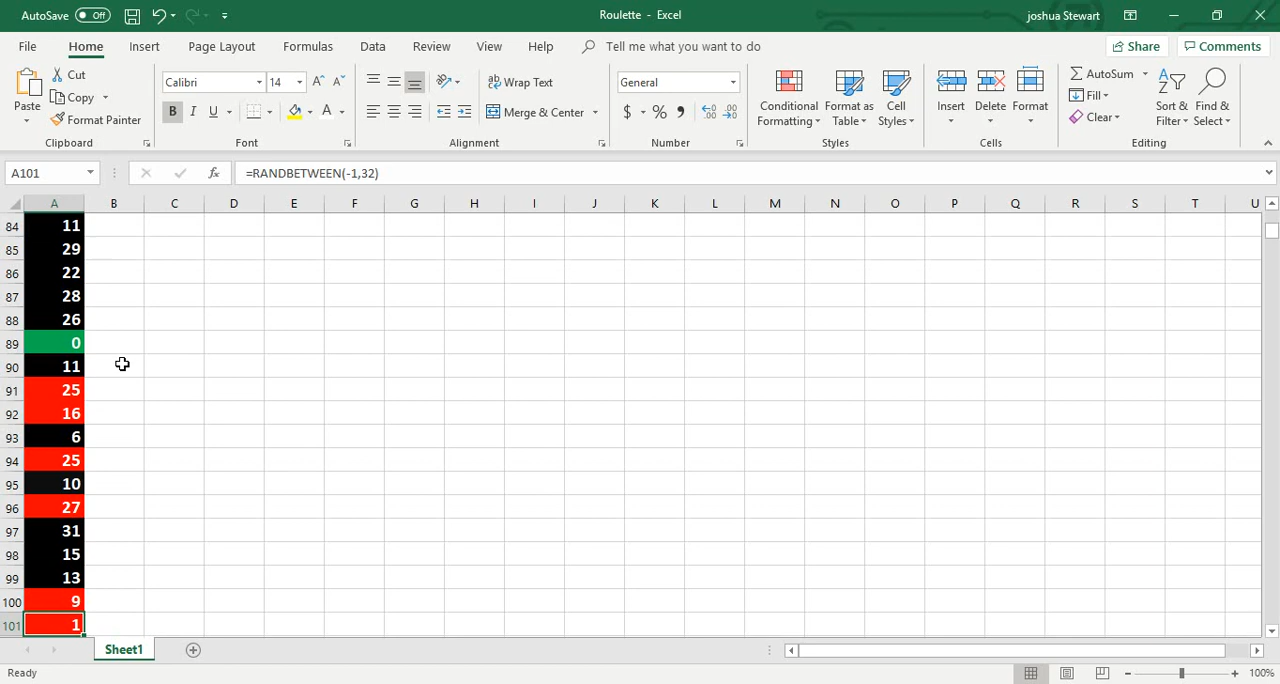 AutoSave Off Roulette - Excel joshua Stewart
File Home Insert Page Layout Formulas Data Review View Help Tell me what you want to do Share Comments
Paste Cut Copy Format Painter
Clipboard
Calibri 14
B I U A
Font
Wrap Text
Merge & Center
Alignment
General
$ % ,
Number
Conditional Formatting
Format as Table
Cell Styles
Styles
Insert Delete Format
Cells
AutoSum
Fill
Clear
Sort & Filter
Find & Select
Editing
A101 fx =RANDBETWEEN(-1,32)
A B C D E F G H I J K L M N O P Q R S T U
84 11
85 29
86 22
87 28
88 26
89 0
90 11
91 25
92 16
93 6
94 25
95 10
96 27
97 31
98 15
99 13
100 9
101 1
Sheet1
Ready 100%